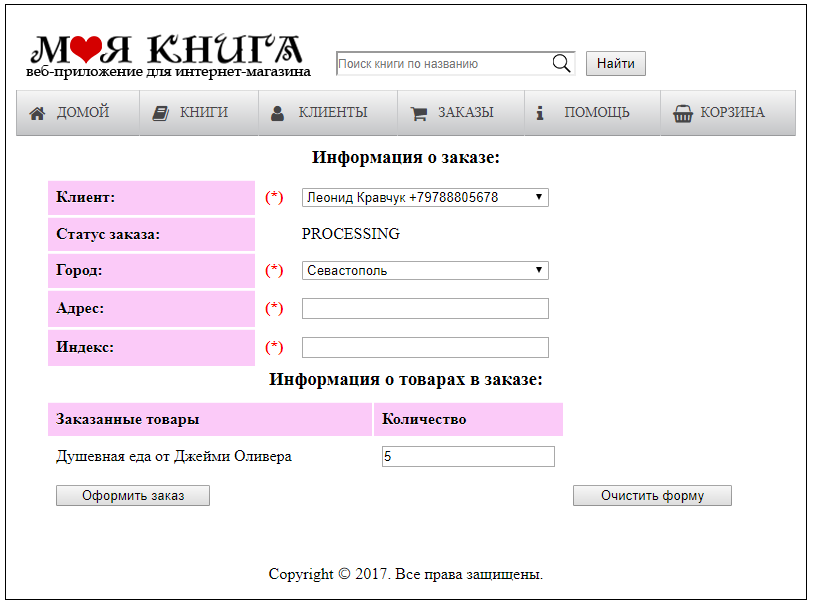 МОЯ КНИГА
веб-приложение для интернет-магазина
Поиск книги по названию Найти
ДОМОЙ КНИГИ КЛИЕНТЫ ЗАКАЗЫ ПОМОЩЬ КОРЗИНА
Информация о заказе:
Клиент: (*) Леонид Кравчук +79788805678
Статус заказа: PROCESSING
Город: (*) Севастополь
Адрес: (*)
Индекс: (*)
Информация о товарах в заказе:
Заказанные товары Количество
Душевная еда от Джейми Оливера 5
Оформить заказ Очистить форму
Copyright © 2017. Все права защищены.